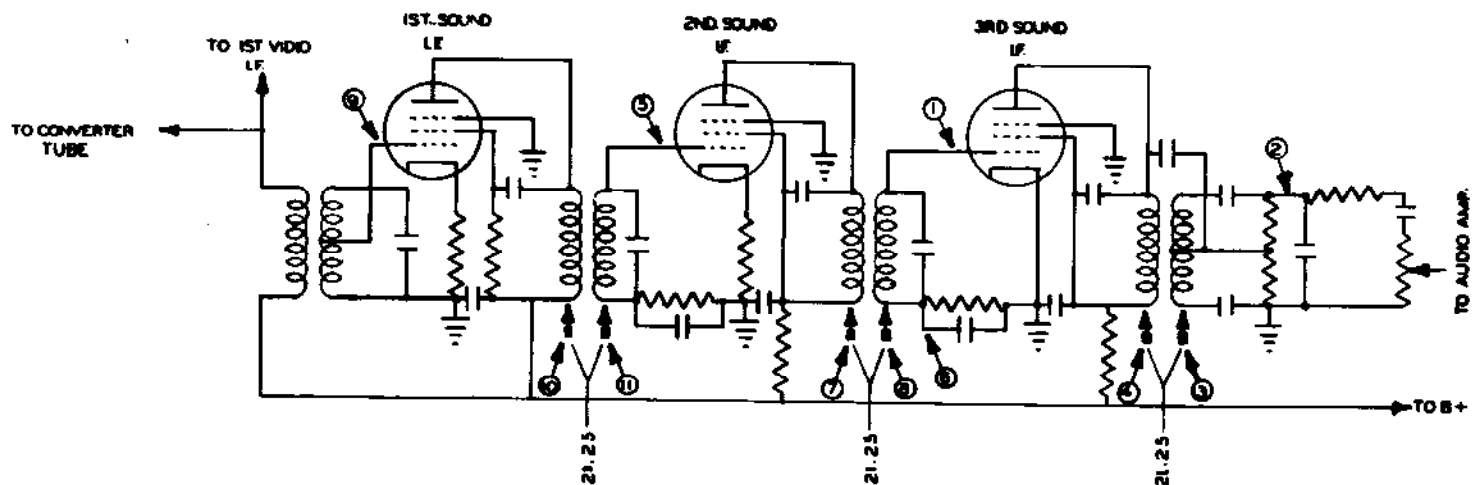 1ST. SOUND
I.F.
2ND. SOUND
I.F.
3RD SOUND
I.F.
TO 1ST VIDIO
I.F.
TO CONVERTER
TUBE
9
5
1
2
TO AUDIO AMP.
10
11
7
8
6
4
3
TO B+
21.25
21.25
21.25